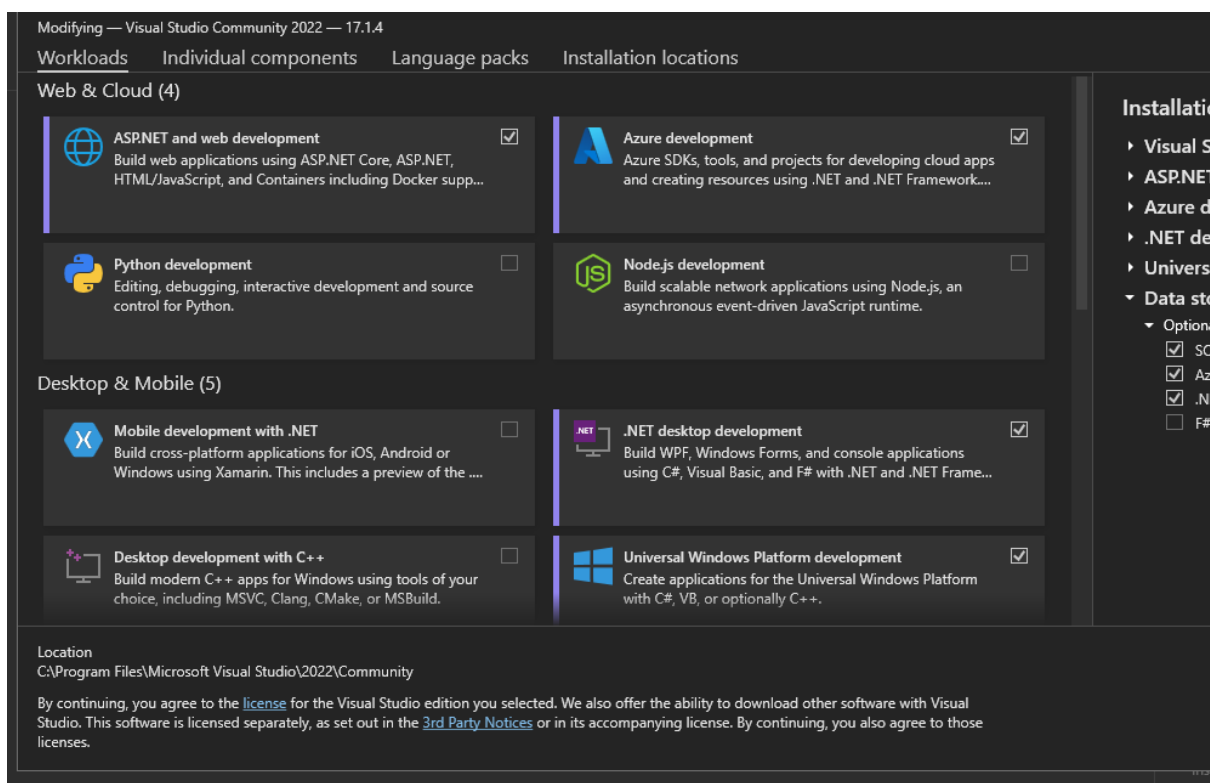 Modifying — Visual Studio Community 2022 — 17.1.4
Workloads Individual components Language packs Installation locations
Web & Cloud (4)
ASP.NET and web development
Build web applications using ASP.NET Core, ASP.NET,
HTML/JavaScript, and Containers including Docker supp...
Azure development
Azure SDKs, tools, and projects for developing cloud apps
and creating resources using .NET and .NET Framework....
Python development
Editing, debugging, interactive development and source
control for Python.
JS
Node.js development
Build scalable network applications using Node.js, an
asynchronous event-driven JavaScript runtime.
Desktop & Mobile (5)
Mobile development with .NET
Build cross-platform applications for iOS, Android or
Windows using Xamarin. This includes a preview of the ....
.NET
.NET desktop development
Build WPF, Windows Forms, and console applications
using C#, Visual Basic, and F# with .NET and .NET Frame...
Desktop development with C++
Build modern C++ apps for Windows using tools of your
choice, including MSVC, Clang, CMake, or MSBuild.
Universal Windows Platform development
Create applications for the Universal Windows Platform
with C#, VB, or optionally C++.
Location
C:\Program Files\Microsoft Visual Studio\2022\Community
By continuing, you agree to the license for the Visual Studio edition you selected. We also offer the ability to download other software with Visual
Studio. This software is licensed separately, as set out in the 3rd Party Notices or in its accompanying license. By continuing, you also agree to those
licenses.
Installati
Visual S
ASP.NET
Azure d
.NET de
Univers
Data sto
Optiona
SQ
Az
.N
F#